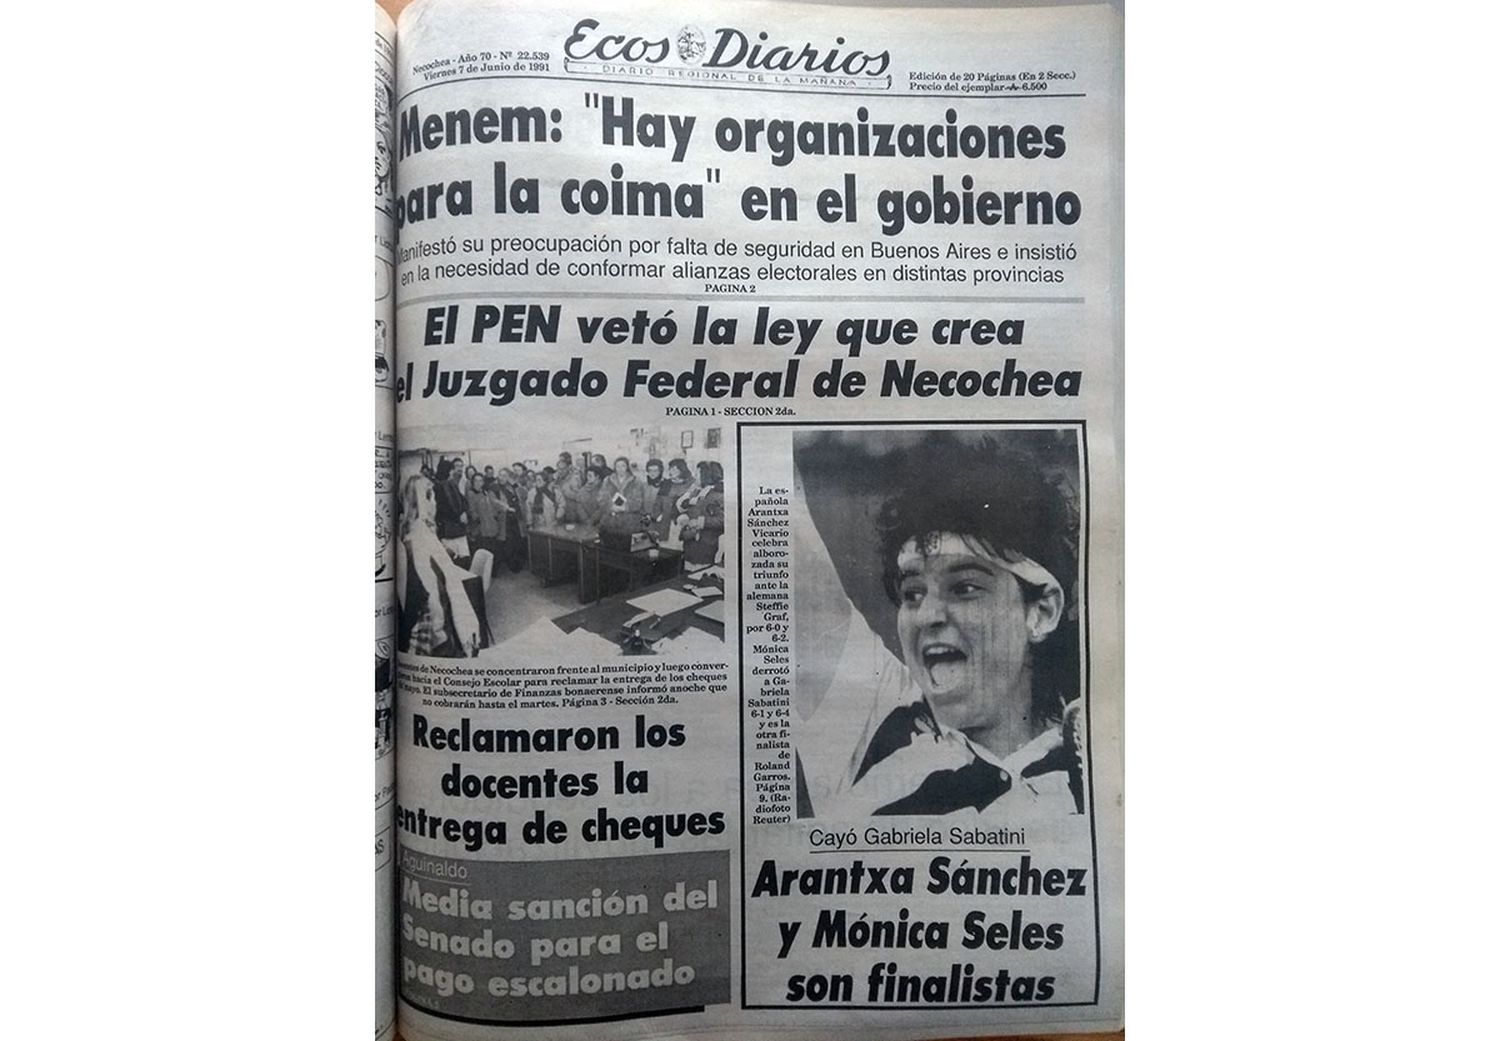 Necochea - Año 70 - Nº 22.539
Viernes 7 de Junio de 1991
Ecos Diarios
DIARIO REGIONAL DE LA MAÑANA
Edición de 20 Páginas (En 2 Secc.)
Precio del ejemplar A 6.500
Menem: "Hay organizaciones
para la coima" en el gobierno
Manifestó su preocupación por falta de seguridad en Buenos Aires e insistió
en la necesidad de conformar alianzas electorales en distintas provincias
PAGINA 2
El PEN vetó la ley que crea
el Juzgado Federal de Necochea
PAGINA 1 - SECCION 2da.
de Necochea se concentraron frente al municipio y luego conver-
hacia el Consejo Escolar para reclamar la entrega de los cheques
mayo. El subsecretario de Finanzas bonaerense informó anoche que
no cobrarán hasta el martes. Página 3 - Sección 2da.
Reclamaron los
docentes la
entrega de cheques
Aguinaldo
Media sanción del
Senado para el
pago escalonado
La es-
pañola
Arantxa
Sánchez
Vicario
celebra
alboro-
zada su
triunfo
ante la
alemana
Steffie
Graf,
por 6-0 y
6-2.
Mónica
Seles
derrotó
a Ga-
briela
Sabatini
6-1 y 6-4
y es la
otra fi-
nalista
de
Roland
Garros.
Página
9. (Ra-
diofoto
Reuter)
Cayó Gabriela Sabatini
Arantxa Sánchez
y Mónica Seles
son finalistas